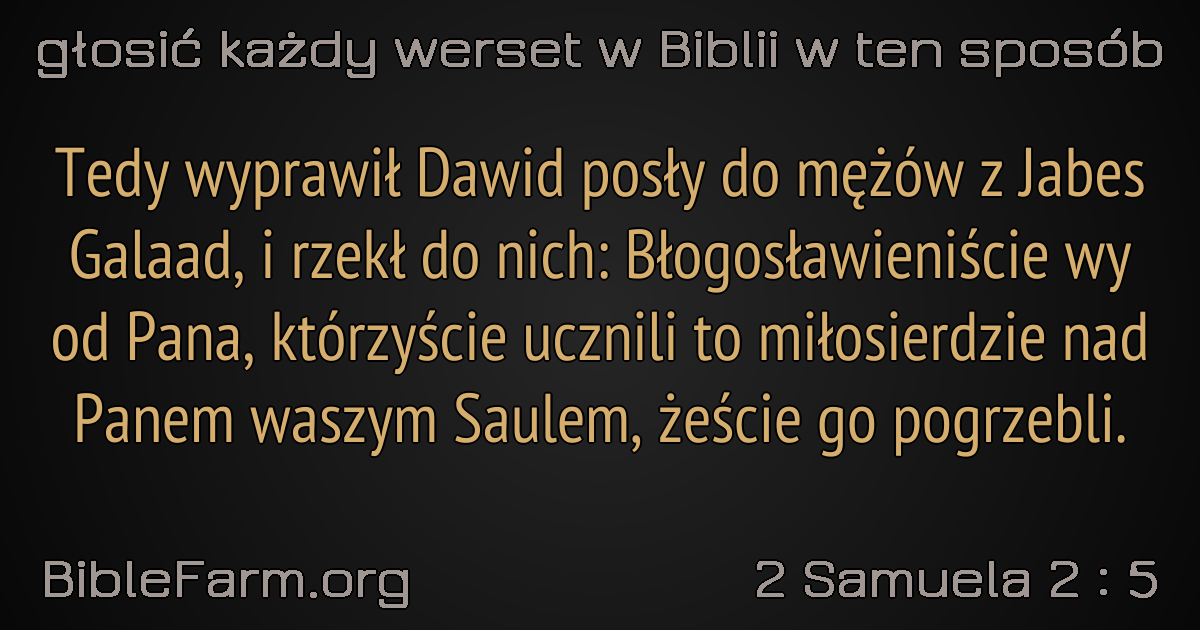 głosić każdy werset w Biblii w ten sposób
Tedy wyprawił Dawid posły do mężów z Jabes
Galaad, i rzekł do nich: Błogosławieniście wy
od Pana, którzyście ucznili to miłosierdzie nad
Panem waszym Saulem, żeście go pogrzebli.
BibleFarm.org
2 Samuela 2 : 5